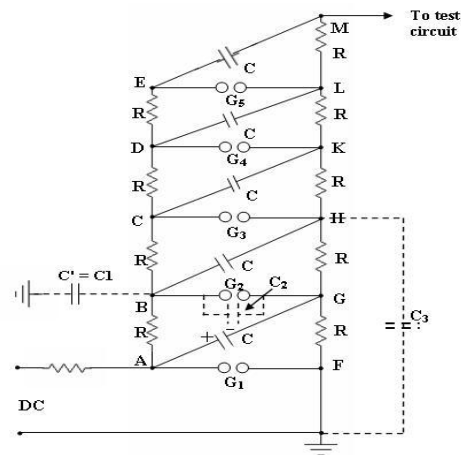 M
To test
circuit
R
C
E
G5
L
R
R
C
D
G4
K
R
C
R
C
G3
H
R
C
R
C' = C1
G2
C2
B
G
C3
+
-
R
C
R
A
G1
F
DC